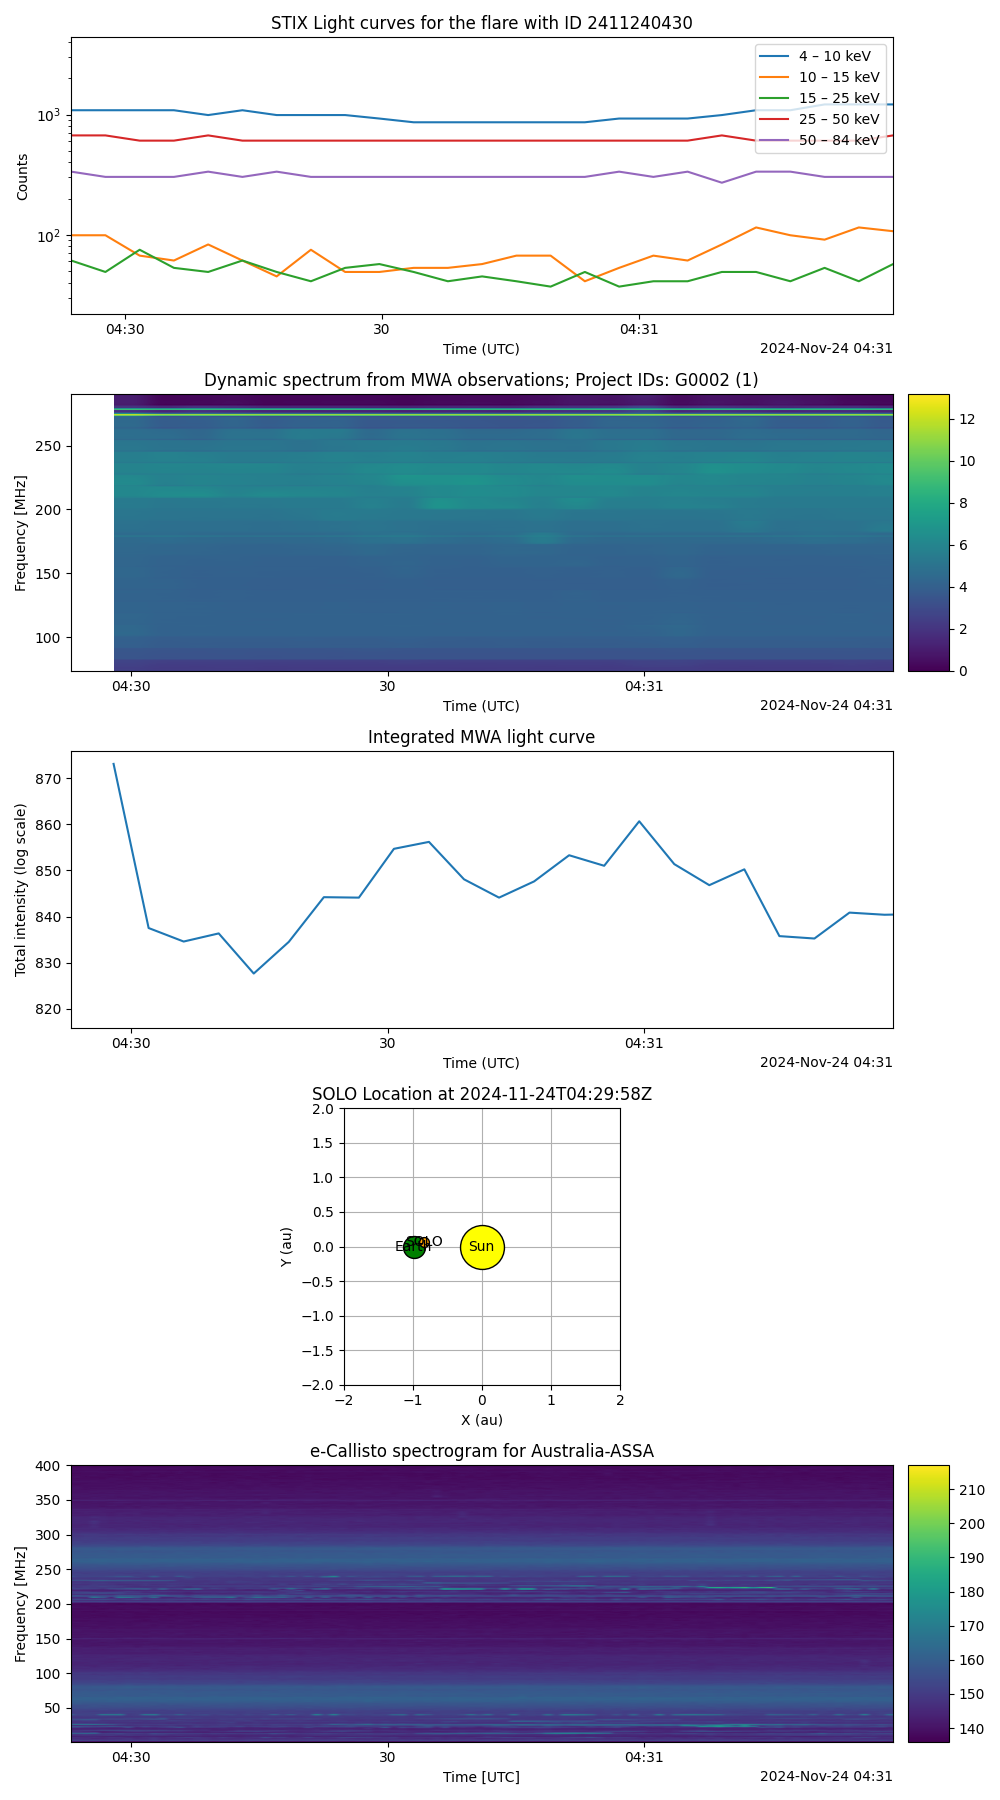 STIX Light curves for the flare with ID 2411240430
4 – 10 keV
10 – 15 keV
15 – 25 keV
25 – 50 keV
50 – 84 keV
10³
10²
Counts
04:30 30 04:31
Time (UTC)
2024-Nov-24 04:31
Dynamic spectrum from MWA observations; Project IDs: G0002 (1)
250
200
150
100
Frequency [MHz]
12
10
8
6
4
2
0
04:30 30 04:31
Time (UTC)
2024-Nov-24 04:31
Integrated MWA light curve
870
860
850
840
830
820
Total intensity (log scale)
04:30 30 04:31
Time (UTC)
2024-Nov-24 04:31
SOLO Location at 2024-11-24T04:29:58Z
2.0
1.5
1.0
0.5
0.0
−0.5
−1.0
−1.5
−2.0
Y (au)
SOLO
Earth
Sun
−2 −1 0 1 2
X (au)
e-Callisto spectrogram for Australia-ASSA
400
350
300
250
200
150
100
50
Frequency [MHz]
210
200
190
180
170
160
150
140
04:30 30 04:31
Time [UTC]
2024-Nov-24 04:31